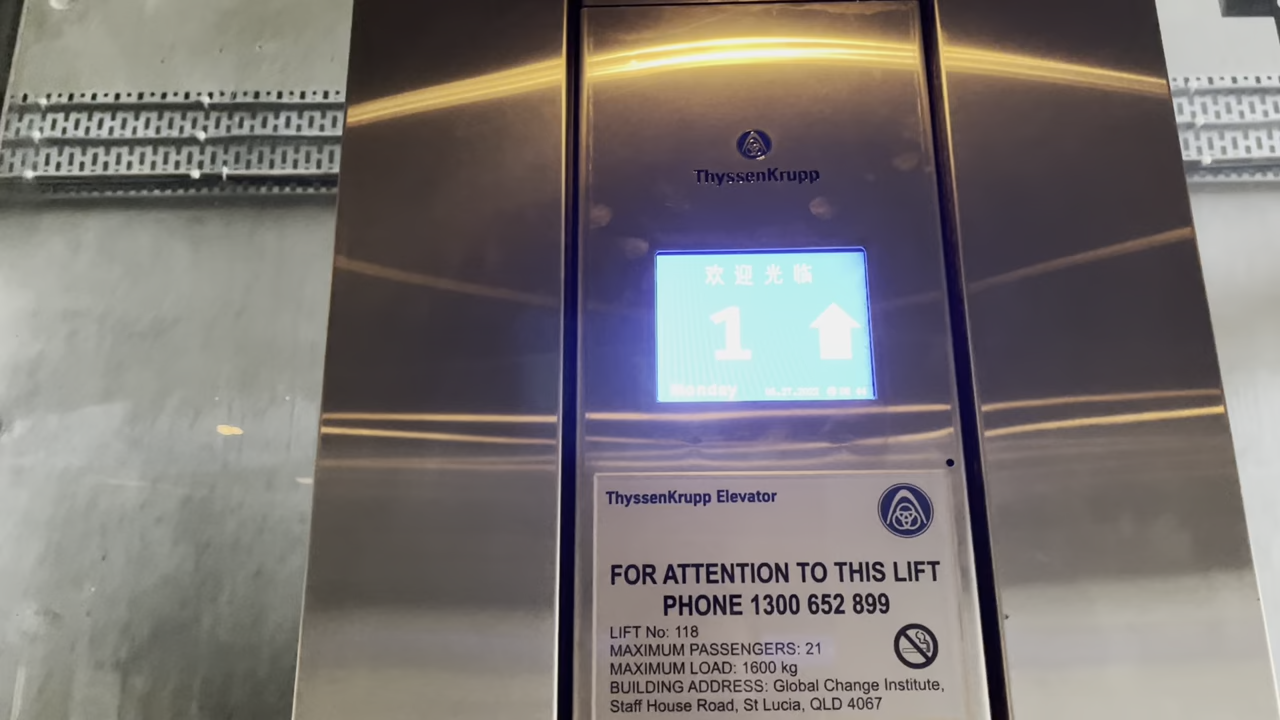 ThyssenKrupp
欢迎光临
1
Monday
ThyssenKrupp Elevator
FOR ATTENTION TO THIS LIFT
PHONE 1300 652 899
LIFT No: 118
MAXIMUM PASSENGERS: 21
MAXIMUM LOAD: 1600 kg
BUILDING ADDRESS: Global Change Institute,
Staff House Road, St Lucia, QLD 4067